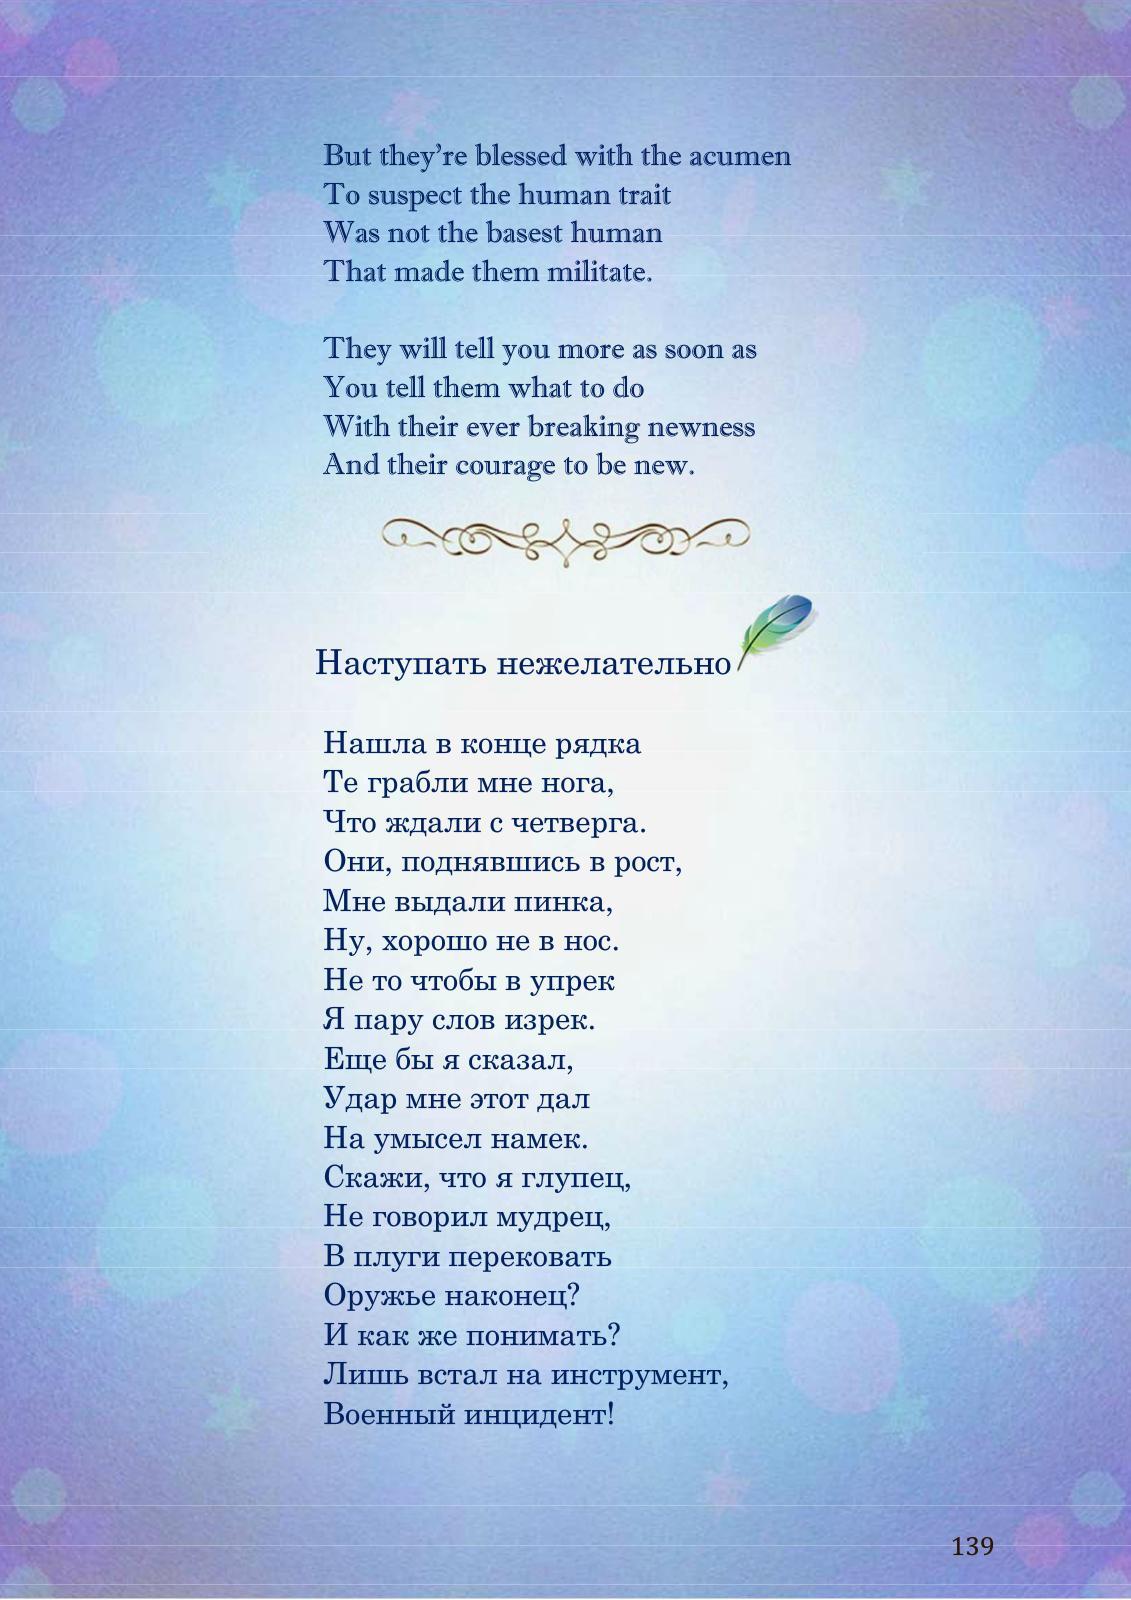 But they’re blessed with the acumen
To suspect the human trait
Was not the basest human
That made them militate.
They will tell you more as soon as
You tell them what to do
With their ever breaking newness
And their courage to be new.
Наступать нежелательно
Нашла в конце рядка
Те грабли мне нога,
Что ждали с четверга.
Они, поднявшись в рост,
Мне выдали пинка,
Ну, хорошо не в нос.
Не то чтобы в упрек
Я пару слов изрек.
Еще бы я сказал,
Удар мне этот дал
На умысел намек.
Скажи, что я глупец,
Не говорил мудрец,
В плуги перековать
Оружье наконец?
И как же понимать?
Лишь встал на инструмент,
Военный инцидент!
139